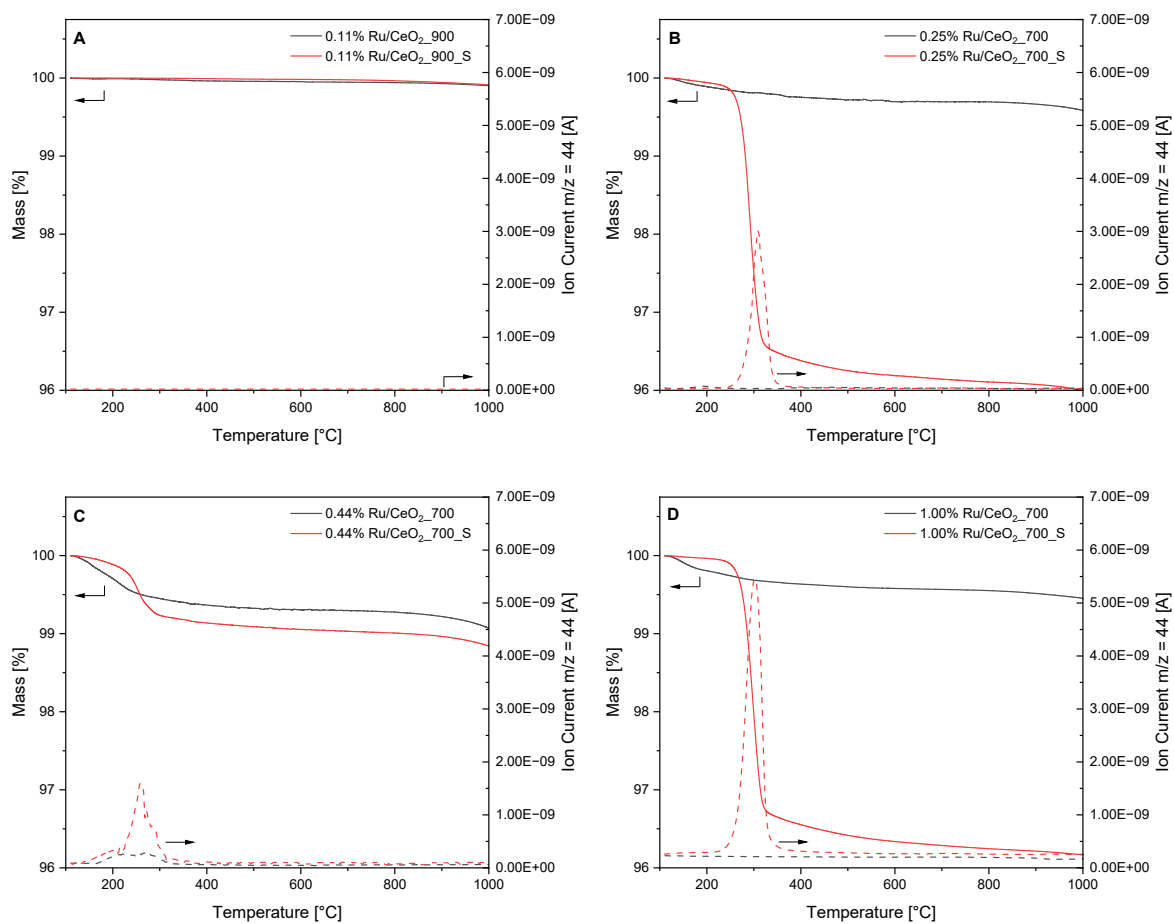 A
0.11% Ru/CeO₂_900
0.11% Ru/CeO₂_900_S
100
99
98
97
96
Mass [%]
7.00E−09
6.00E−09
5.00E−09
4.00E−09
3.00E−09
2.00E−09
1.00E−09
0.00E+00
Ion Current m/z = 44 [A]
200 400 600 800 1000
Temperature [°C]
B
0.25% Ru/CeO₂_700
0.25% Ru/CeO₂_700_S
100
99
98
97
96
Mass [%]
7.00E−09
6.00E−09
5.00E−09
4.00E−09
3.00E−09
2.00E−09
1.00E−09
0.00E+00
Ion Current m/z = 44 [A]
200 400 600 800 1000
Temperature [°C]
C
0.44% Ru/CeO₂_700
0.44% Ru/CeO₂_700_S
100
99
98
97
96
Mass [%]
7.00E−09
6.00E−09
5.00E−09
4.00E−09
3.00E−09
2.00E−09
1.00E−09
0.00E+00
Ion Current m/z = 44 [A]
200 400 600 800 1000
Temperature [°C]
D
1.00% Ru/CeO₂_700
1.00% Ru/CeO₂_700_S
100
99
98
97
96
Mass [%]
7.00E−09
6.00E−09
5.00E−09
4.00E−09
3.00E−09
2.00E−09
1.00E−09
0.00E+00
Ion Current m/z = 44 [A]
200 400 600 800 1000
Temperature [°C]